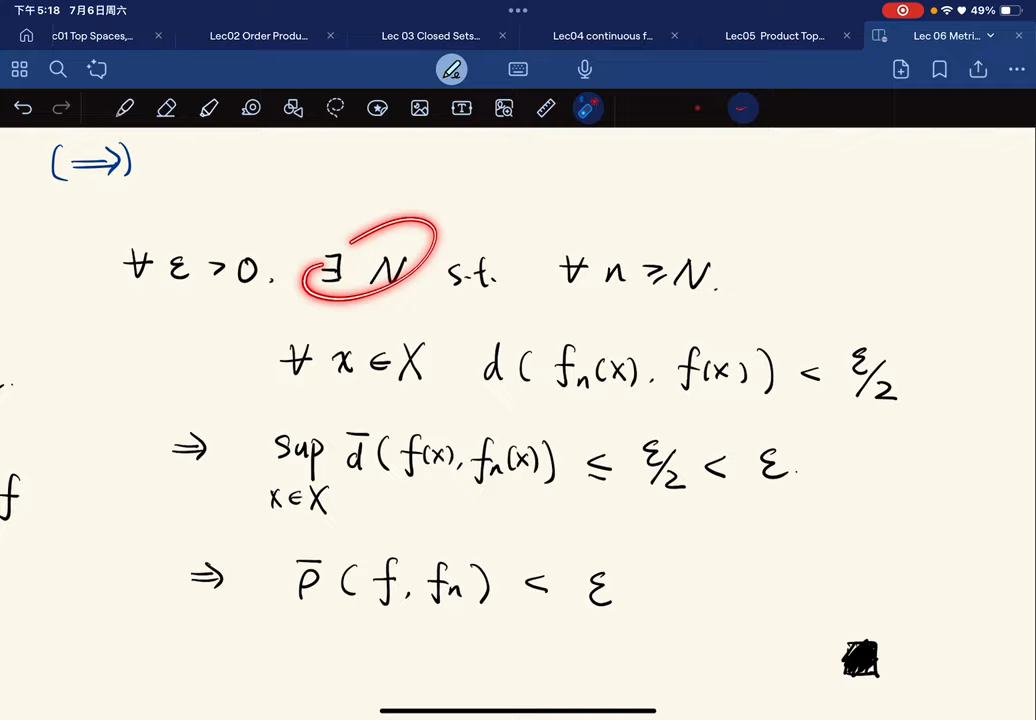 下午5:18 7月6日周六
49%
c01 Top Spaces,... Lec02 Order Produ... Lec 03 Closed Sets... Lec04 continuous f... Lec05 Product Top... Lec 06 Metri...
(⟹)
∀ ε > 0. ∃ N s.t. ∀ n ≥ N.
∀ x ∈ X d( fₙ(x). f(x) ) < ε/2
⇒ sup x∈X d̄( f(x), fₙ(x) ) ≤ ε/2 < ε.
f
⇒ ρ̄ ( f, fₙ ) < ε